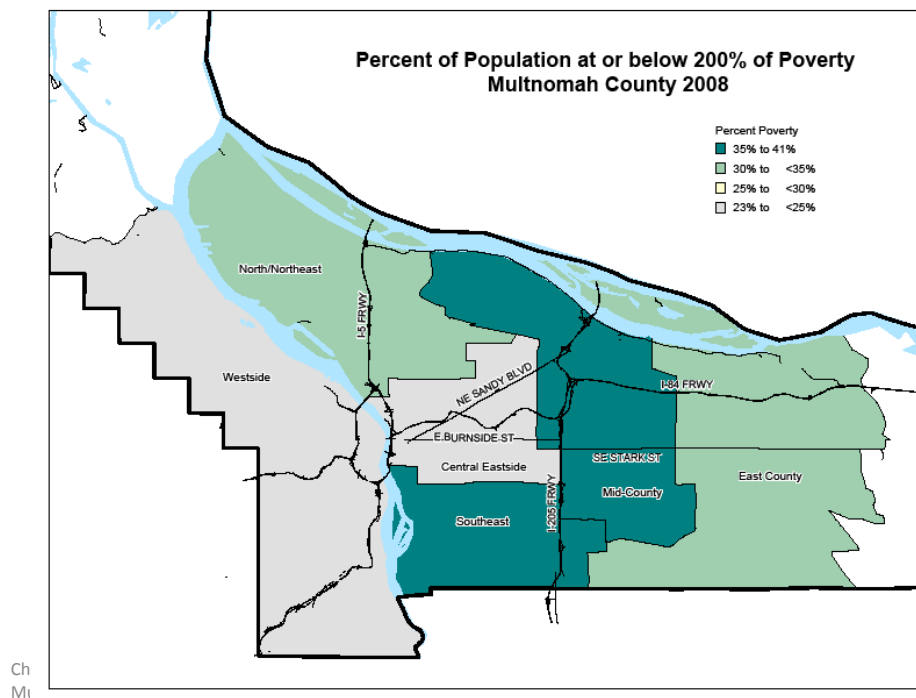 Percent of Population at or below 200% of Poverty
Multnomah County 2008
Percent Poverty
35% to 41%
30% to <35%
25% to <30%
23% to <25%
North/Northeast
I-5 FRWY
Westside
NE SANDY BLVD
I-84 FRWY
E.BURNSIDE ST
SE STARK ST
Central Eastside
East County
Mid-County
I-205 FRWY
Southeast
Ch